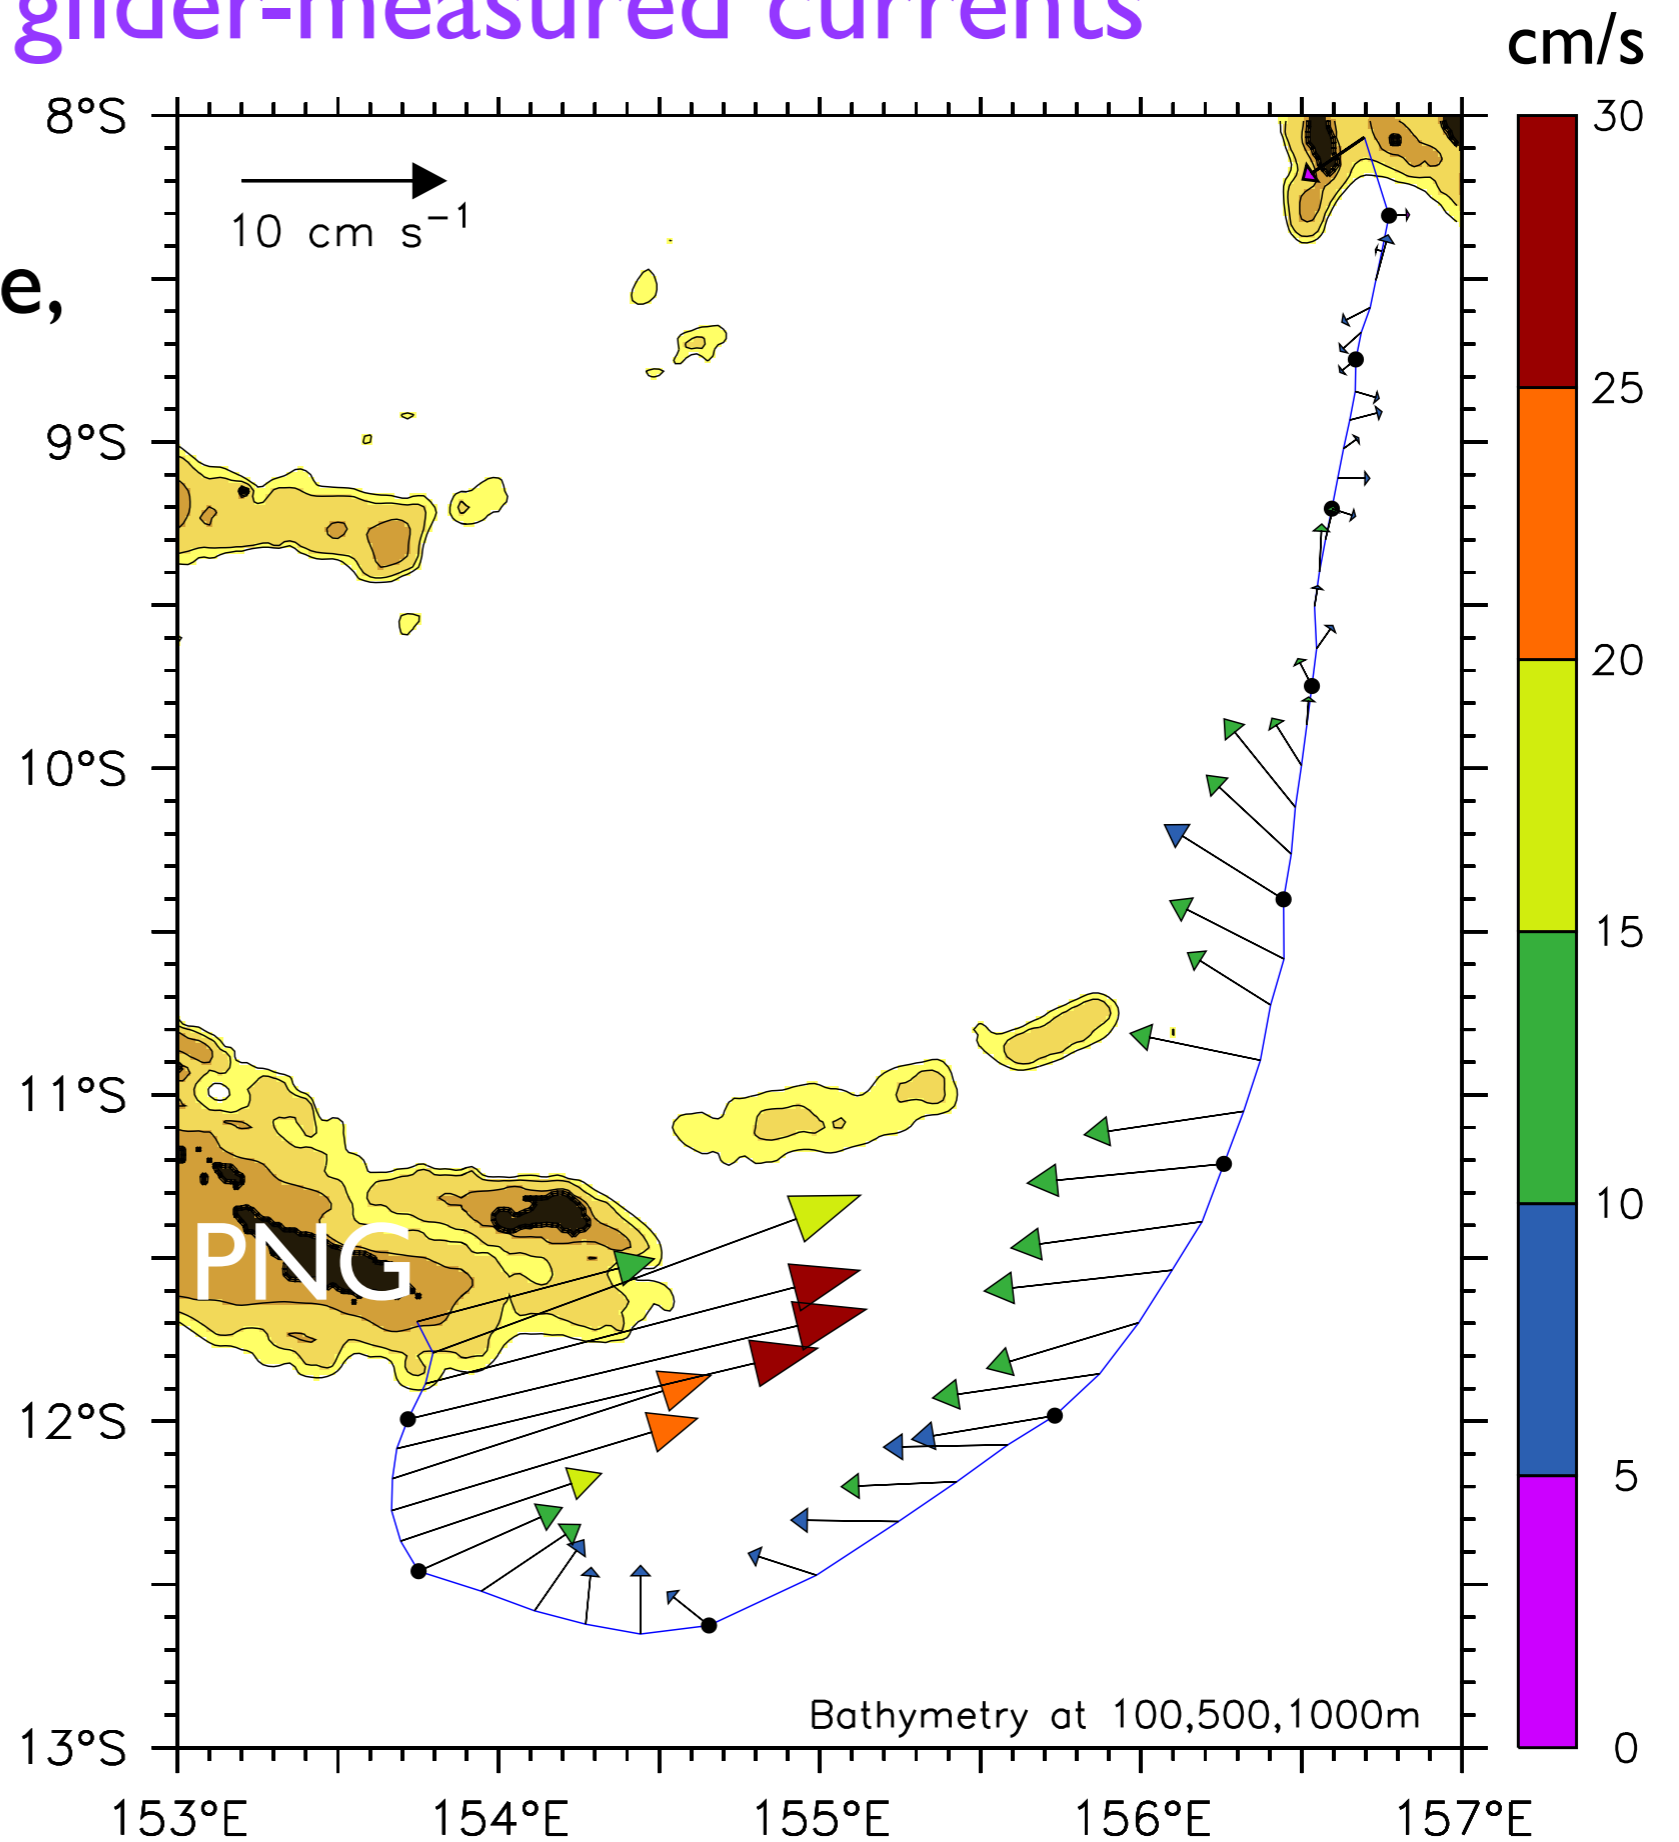 glider-measured currents
cm/s
e,
8°S
9°S
10°S
11°S
12°S
13°S
10 cm s⁻¹
PNG
Bathymetry at 100,500,1000m
153°E 154°E 155°E 156°E 157°E
30
25
20
15
10
5
0